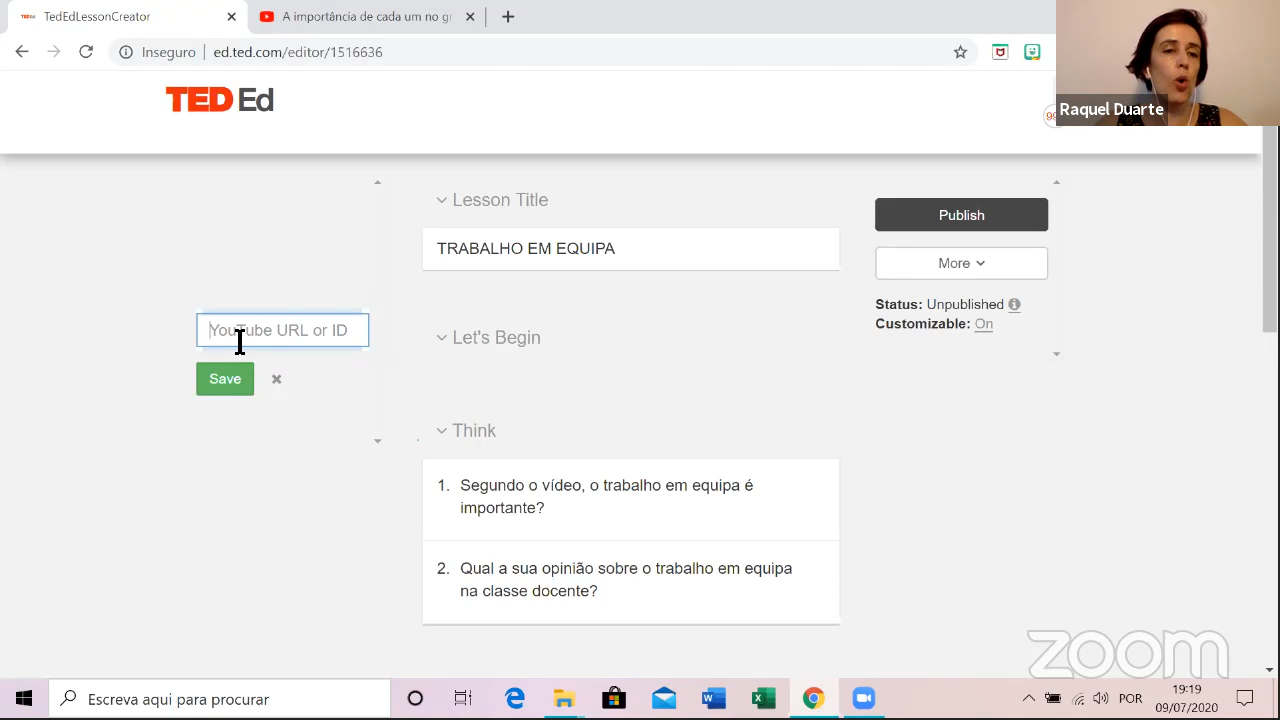 TedEdLessonCreator
A importância de cada um no gr
Inseguro | ed.ted.com/editor/1516636
TED Ed
Raquel Duarte
Lesson Title
TRABALHO EM EQUIPA
Publish
More
Status: Unpublished
Customizable: On
YouTube URL or ID
Save
Let's Begin
Think
1. Segundo o vídeo, o trabalho em equipa é
importante?
2. Qual a sua opinião sobre o trabalho em equipa
na classe docente?
zoom
Escreva aqui para procurar
POR
19:19
09/07/2020